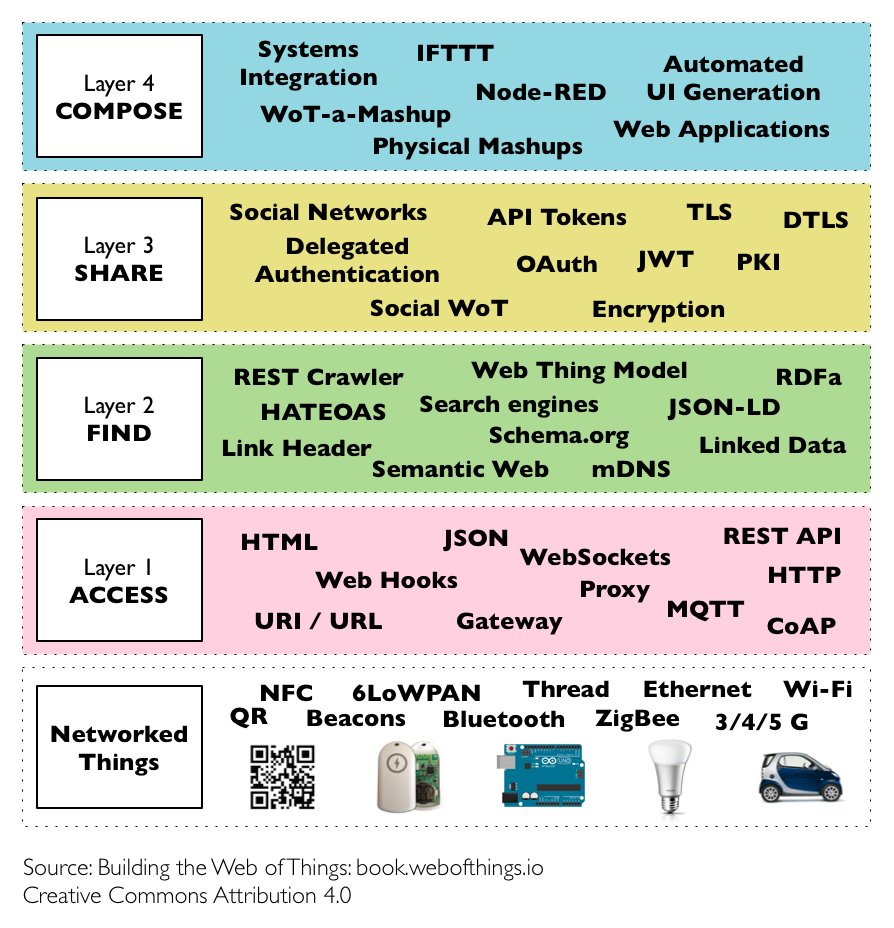 Layer 4
COMPOSE
Systems
Integration
IFTTT
Automated
UI Generation
Node-RED
WoT-a-Mashup
Web Applications
Physical Mashups
Layer 3
SHARE
Social Networks
API Tokens
TLS
DTLS
Delegated
Authentication
OAuth
JWT
PKI
Social WoT
Encryption
Layer 2
FIND
REST Crawler
Web Thing Model
RDFa
HATEOAS
Search engines
JSON-LD
Link Header
Schema.org
Linked Data
Semantic Web
mDNS
Layer 1
ACCESS
HTML
JSON
REST API
WebSockets
Web Hooks
Proxy
HTTP
URI / URL
Gateway
MQTT
CoAP
Networked
Things
NFC
6LoWPAN
Thread
Ethernet
Wi-Fi
QR
Beacons
Bluetooth
ZigBee
3/4/5 G
UNO
Source: Building the Web of Things: book.webofthings.io
Creative Commons Attribution 4.0